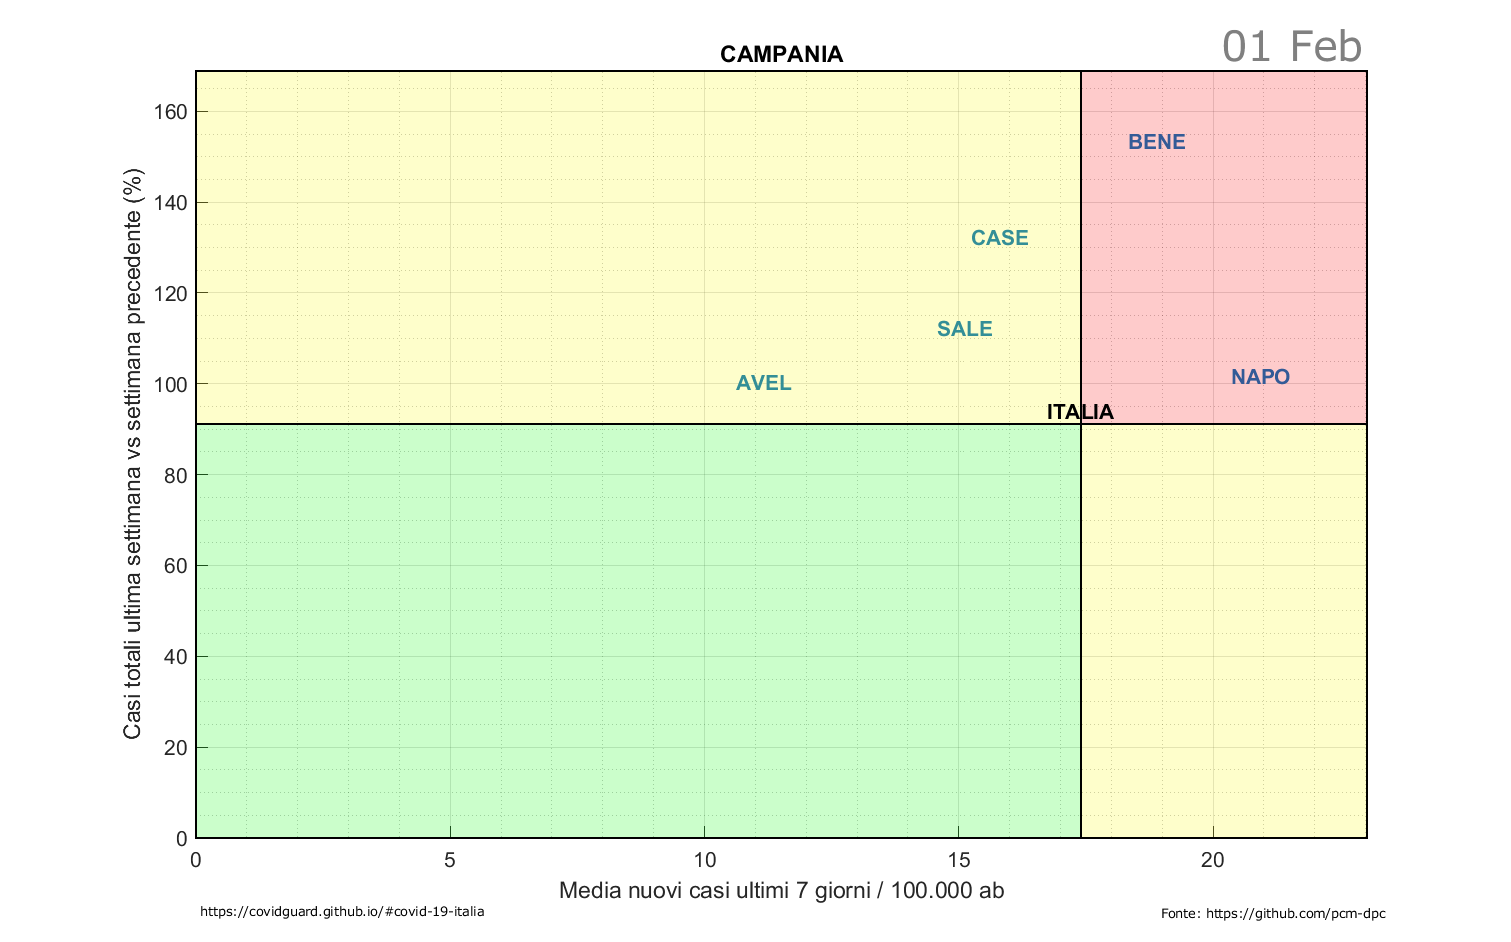 01 Feb
CAMPANIA
Casi totali ultima settimana vs settimana precedente (%)
160
140
120
100
80
60
40
20
0
BENE
CASE
SALE
AVEL
NAPO
ITALIA
0 5 10 15 20
Media nuovi casi ultimi 7 giorni / 100.000 ab
https://covidguard.github.io/#covid-19-italia
Fonte: https://github.com/pcm-dpc